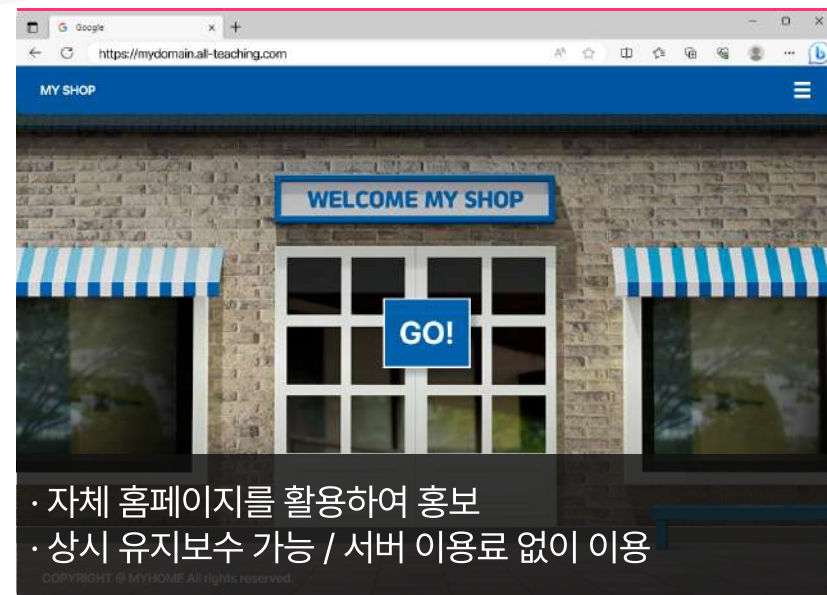 Google
https://mydomain.all-teaching.com
MY SHOP
WELCOME MY SHOP
GO!
· 자체 홈페이지를 활용하여 홍보
· 상시 유지보수 가능 / 서버 이용료 없이 이용
COPYRIGHT @ MYHOME All rights reserved.